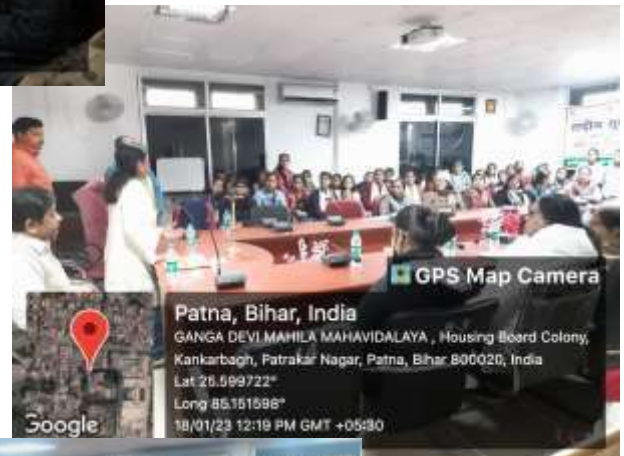 राष्ट्रीय
GPS Map Camera
Patna, Bihar, India
GANGA DEVI MAHILA MAHAVIDALAYA , Housing Board Colony,
Kankarbagh, Patrakar Nagar, Patna, Bihar 800020, India
Lat 25.599722°
Long 85.151598°
18/01/23 12:19 PM GMT +05:30
Google